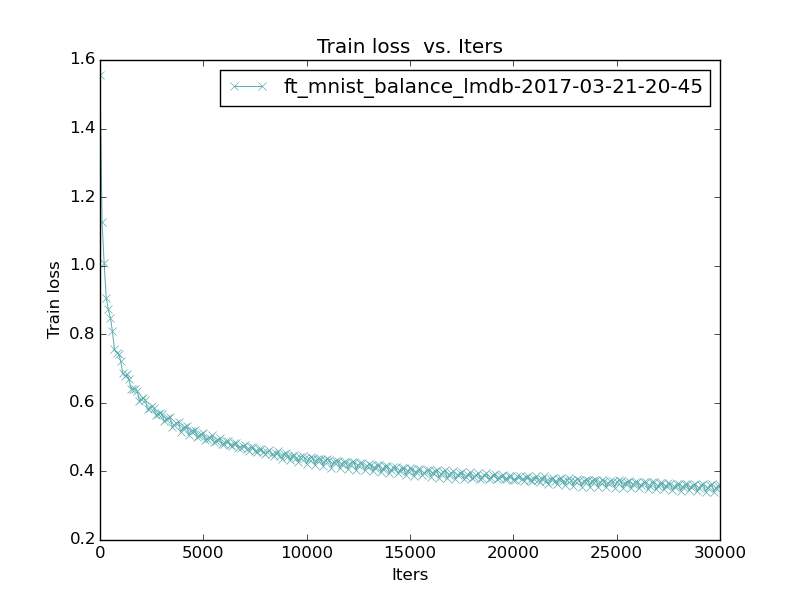 Train loss  vs. Iters
ft_mnist_balance_lmdb-2017-03-21-20-45
1.6
1.4
1.2
1.0
0.8
0.6
0.4
0.2
Train loss
0 5000 10000 15000 20000 25000 30000
Iters